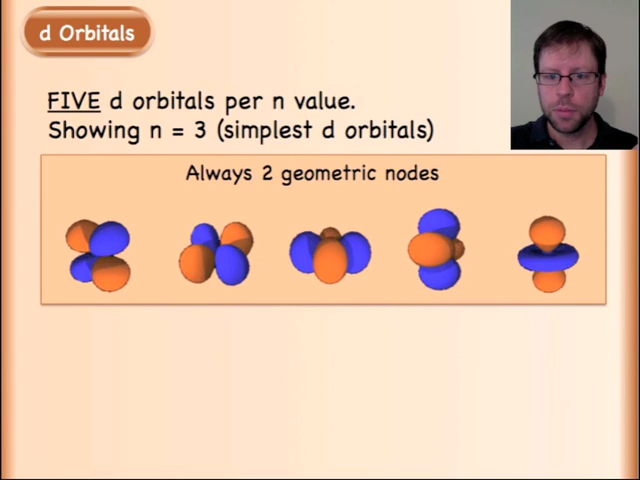 d Orbitals
FIVE d orbitals per n value.
Showing n = 3 (simplest d orbitals)
Always 2 geometric nodes